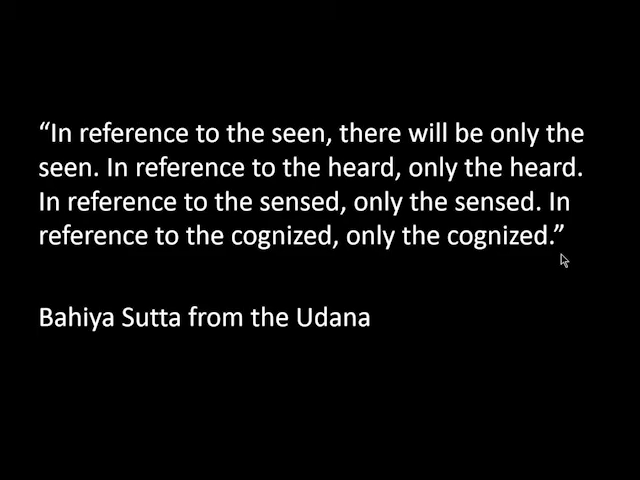 “In reference to the seen, there will be only the
seen. In reference to the heard, only the heard.
In reference to the sensed, only the sensed. In
reference to the cognized, only the cognized.”
Bahiya Sutta from the Udana